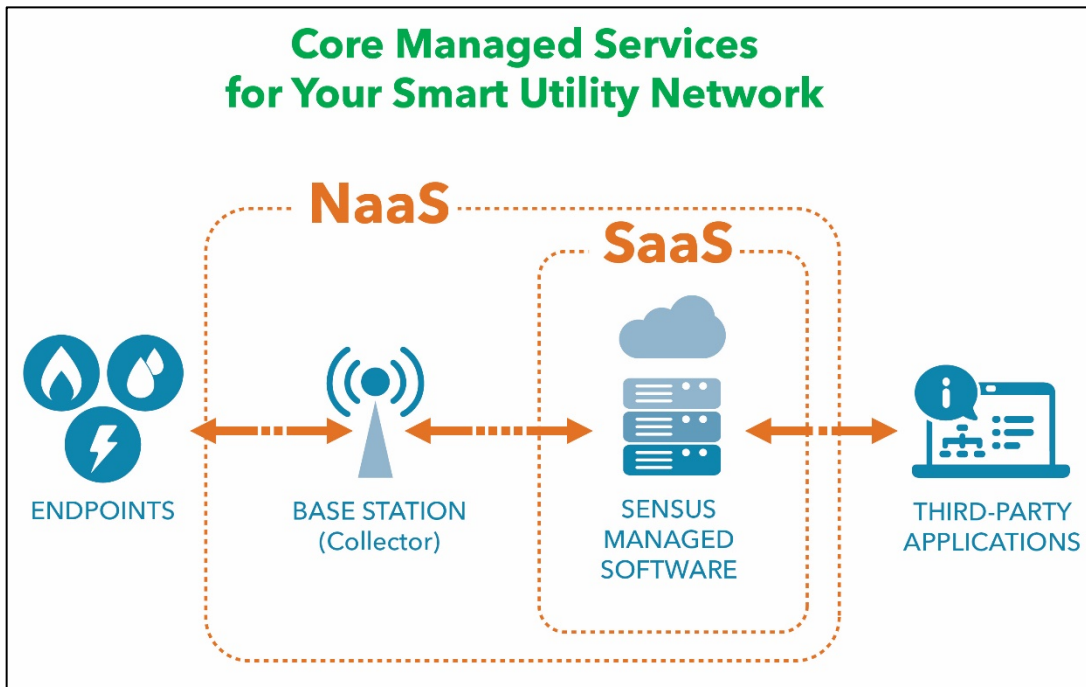 Core Managed Services
for Your Smart Utility Network
NaaS
SaaS
ENDPOINTS
BASE STATION
(Collector)
SENSUS
MANAGED
SOFTWARE
i
THIRD-PARTY
APPLICATIONS